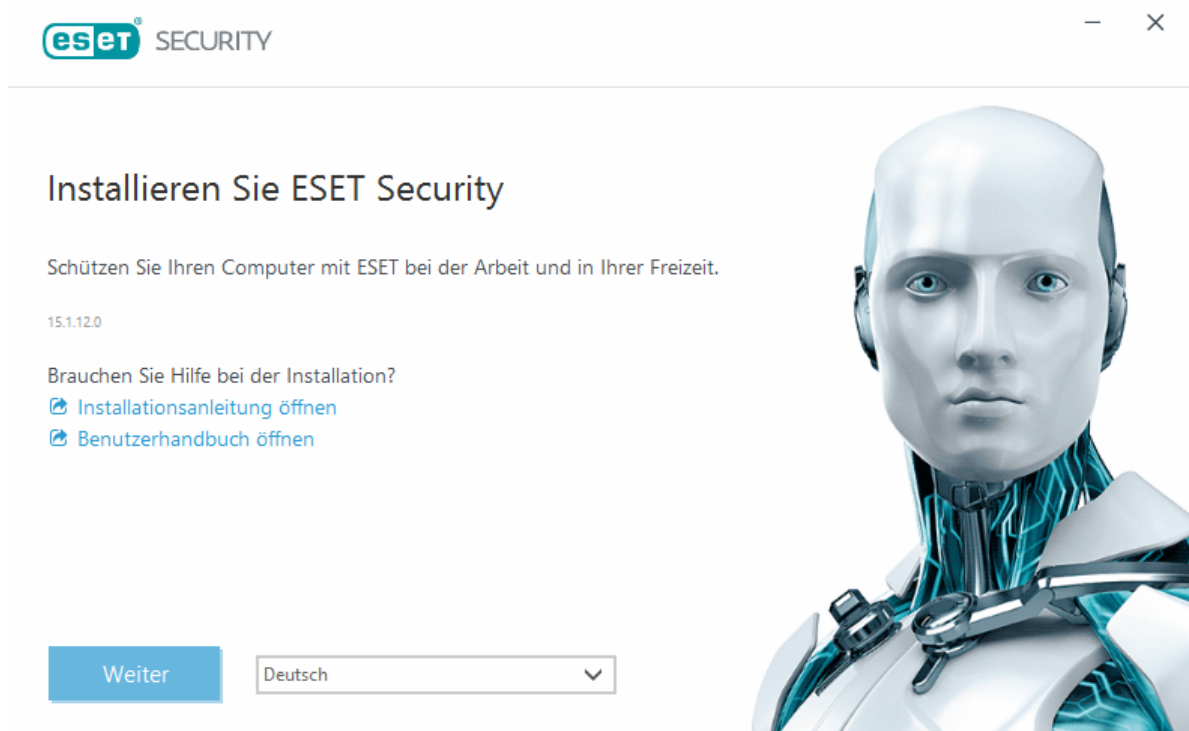 eset® SECURITY
Installieren Sie ESET Security
Schützen Sie Ihren Computer mit ESET bei der Arbeit und in Ihrer Freizeit.
15.1.12.0
Brauchen Sie Hilfe bei der Installation?
Installationsanleitung öffnen
Benutzerhandbuch öffnen
Weiter
Deutsch